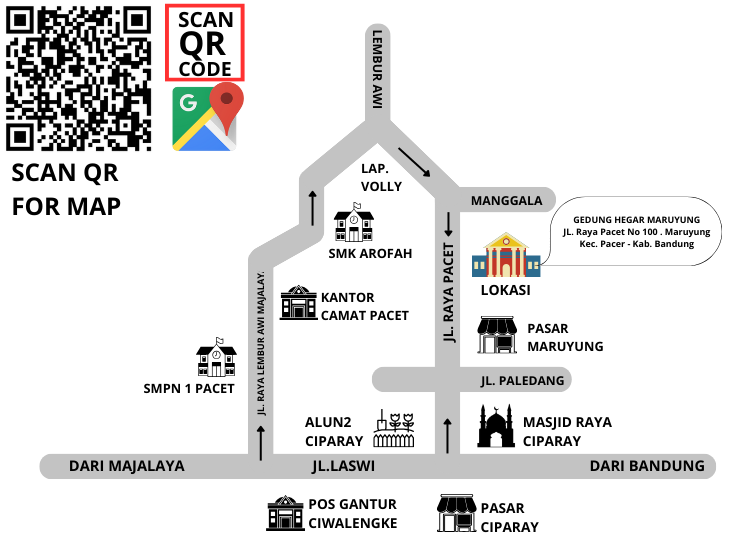 SCAN
QR
CODE
G
SCAN QR
FOR MAP
LEMBUR AWI
LAP.
VOLLY
MANGGALA
GEDUNG HEGAR MARUYUNG
JL. Raya Pacet No 100 . Maruyung
Kec. Pacer - Kab. Bandung
SMK AROFAH
LOKASI
JL. RAYA PACET
KANTOR
CAMAT PACET
JL. RAYA LEMBUR AWI MAJALAY.
PASAR
MARUYUNG
SMPN 1 PACET
JL. PALEDANG
ALUN2
CIPARAY
MASJID RAYA
CIPARAY
DARI MAJALAYA
JL.LASWI
DARI BANDUNG
POS GANTUR
CIWALENGKE
PASAR
CIPARAY